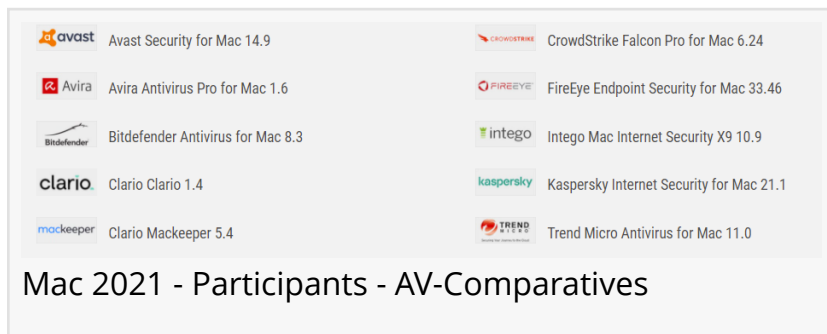 avast Avast Security for Mac 14.9
Avira Avira Antivirus Pro for Mac 1.6
Bitdefender Bitdefender Antivirus for Mac 8.3
clario. Clario Clario 1.4
mackeeper Clario Mackeeper 5.4
CROWDSTRIKE CrowdStrike Falcon Pro for Mac 6.24
FIREEYE FireEye Endpoint Security for Mac 33.46
intego Intego Mac Internet Security X9 10.9
kaspersky Kaspersky Internet Security for Mac 21.1
TREND MICRO Trend Micro Antivirus for Mac 11.0
Mac 2021 - Participants - AV-Comparatives